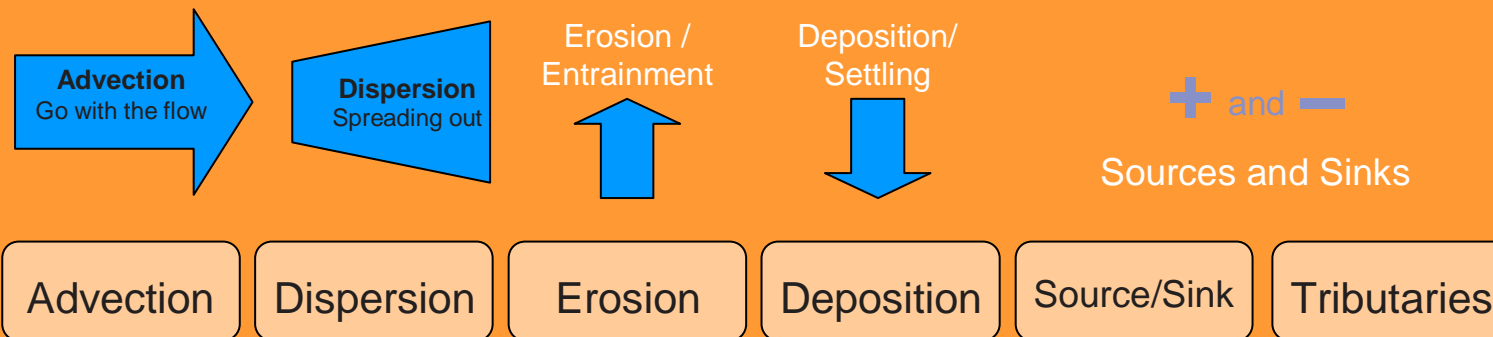 Advection
Go with the flow
Dispersion
Spreading out
Erosion /
Entrainment
Deposition/
Settling
+ and −
Sources and Sinks
Advection
Dispersion
Erosion
Deposition
Source/Sink
Tributaries